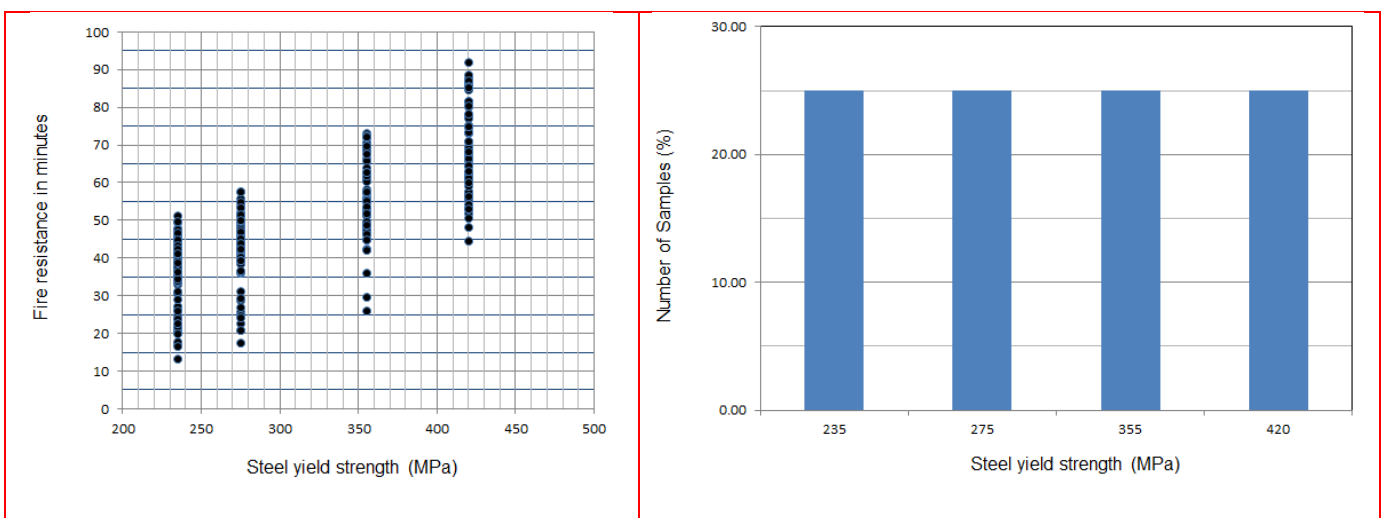 Fire resistance in minutes
100
90
80
70
60
50
40
30
20
10
0
200 250 300 350 400 450 500
Steel yield strength (MPa)
Number of Samples (%)
30.00
20.00
10.00
0.00
235 275 355 420
Steel yield strength (MPa)